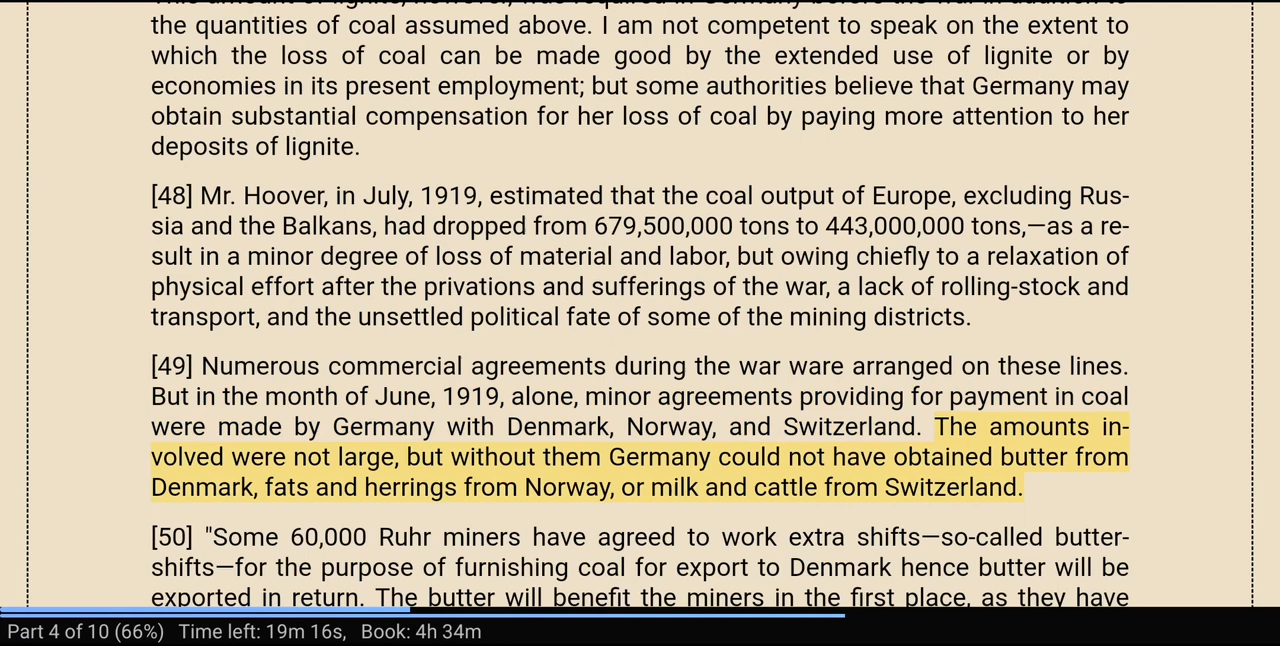 the quantities of coal assumed above. I am not competent to speak on the extent to
which the loss of coal can be made good by the extended use of lignite or by
economies in its present employment; but some authorities believe that Germany may
obtain substantial compensation for her loss of coal by paying more attention to her
deposits of lignite.
[48] Mr. Hoover, in July, 1919, estimated that the coal output of Europe, excluding Rus-
sia and the Balkans, had dropped from 679,500,000 tons to 443,000,000 tons,—as a re-
sult in a minor degree of loss of material and labor, but owing chiefly to a relaxation of
physical effort after the privations and sufferings of the war, a lack of rolling-stock and
transport, and the unsettled political fate of some of the mining districts.
[49] Numerous commercial agreements during the war ware arranged on these lines.
But in the month of June, 1919, alone, minor agreements providing for payment in coal
were made by Germany with Denmark, Norway, and Switzerland. The amounts in-
volved were not large, but without them Germany could not have obtained butter from
Denmark, fats and herrings from Norway, or milk and cattle from Switzerland.
[50] "Some 60,000 Ruhr miners have agreed to work extra shifts—so-called butter-
shifts—for the purpose of furnishing coal for export to Denmark hence butter will be
exported in return. The butter will benefit the miners in the first place, as they have
Part 4 of 10 (66%) Time left: 19m 16s, Book: 4h 34m